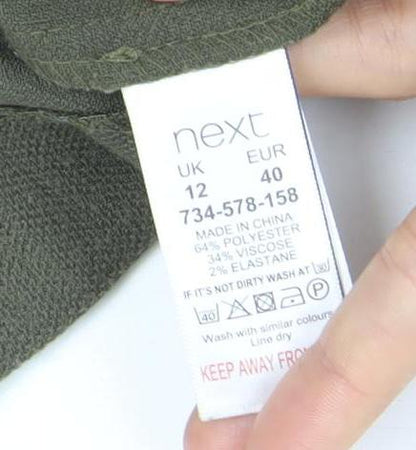 next
UK EUR
12 40
734-578-158
MADE IN CHINA
64% POLYESTER
34% VISCOSE
2% ELASTANE
IF IT'S NOT DIRTY WASH AT 30
40 P
Wash with similar colours
Line dry
KEEP AWAY FRO